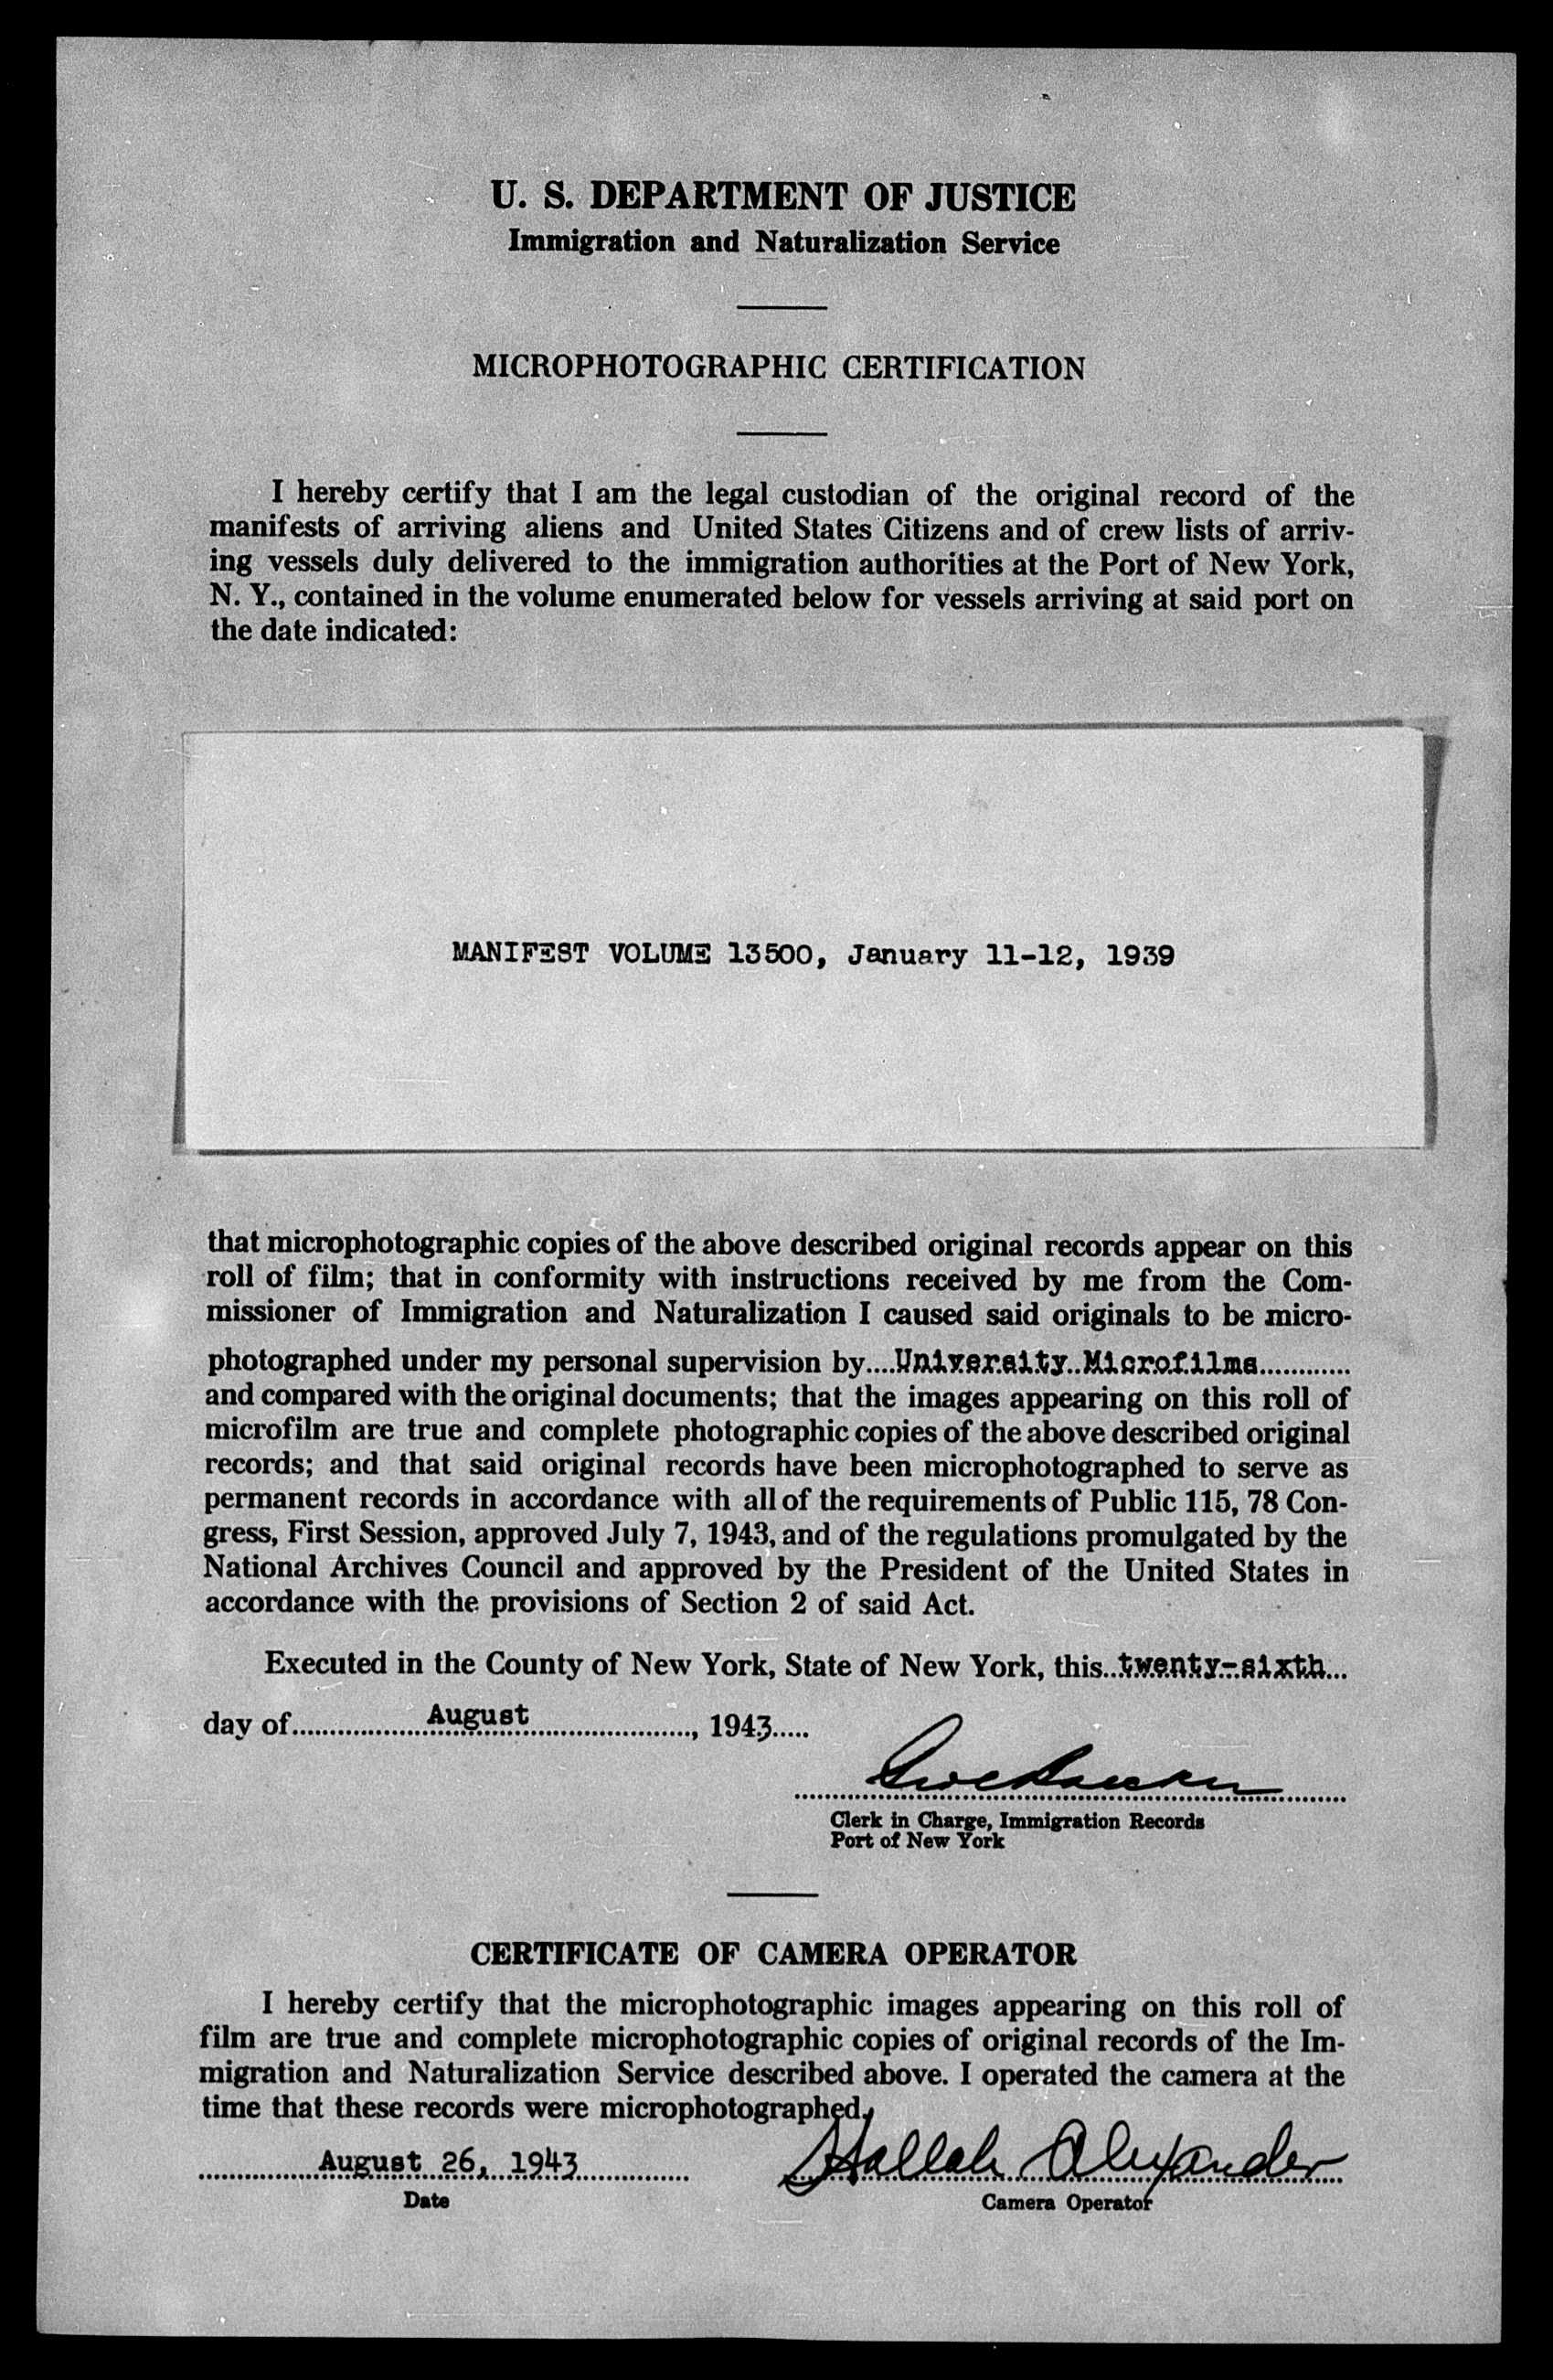 U. S. DEPARTMENT OF JUSTICE
Immigration and Naturalization Service
MICROPHOTOGRAPHIC CERTIFICATION
I hereby certify that I am the legal custodian of the original record of the
manifests of arriving aliens and United States Citizens and of crew lists of arriv-
ing vessels duly delivered to the immigration authorities at the Port of New York,
N. Y., contained in the volume enumerated below for vessels arriving at said port on
the date indicated:
MANIFEST VOLUME 13500, January 11-12, 1939
that microphotographic copies of the above described original records appear on this
roll of film; that in conformity with instructions received by me from the Com-
missioner of Immigration and Naturalization I caused said originals to be micro-
photographed under my personal supervision by....University Microfilms............
and compared with the original documents; that the images appearing on this roll of
microfilm are true and complete photographic copies of the above described original
records; and that said original records have been microphotographed to serve as
permanent records in accordance with all of the requirements of Public 115, 78 Con-
gress, First Session, approved July 7, 1943, and of the regulations promulgated by the
National Archives Council and approved by the President of the United States in
accordance with the provisions of Section 2 of said Act.
Executed in the County of New York, State of New York, this..twenty-sixth...
day of..................August......................, 1943.....
Clerk in Charge, Immigration Records
Port of New York
CERTIFICATE OF CAMERA OPERATOR
I hereby certify that the microphotographic images appearing on this roll of
film are true and complete microphotographic copies of original records of the Im-
migration and Naturalization Service described above. I operated the camera at the
time that these records were microphotographed.
August 26, 1943 Alexander
Date Camera Operator